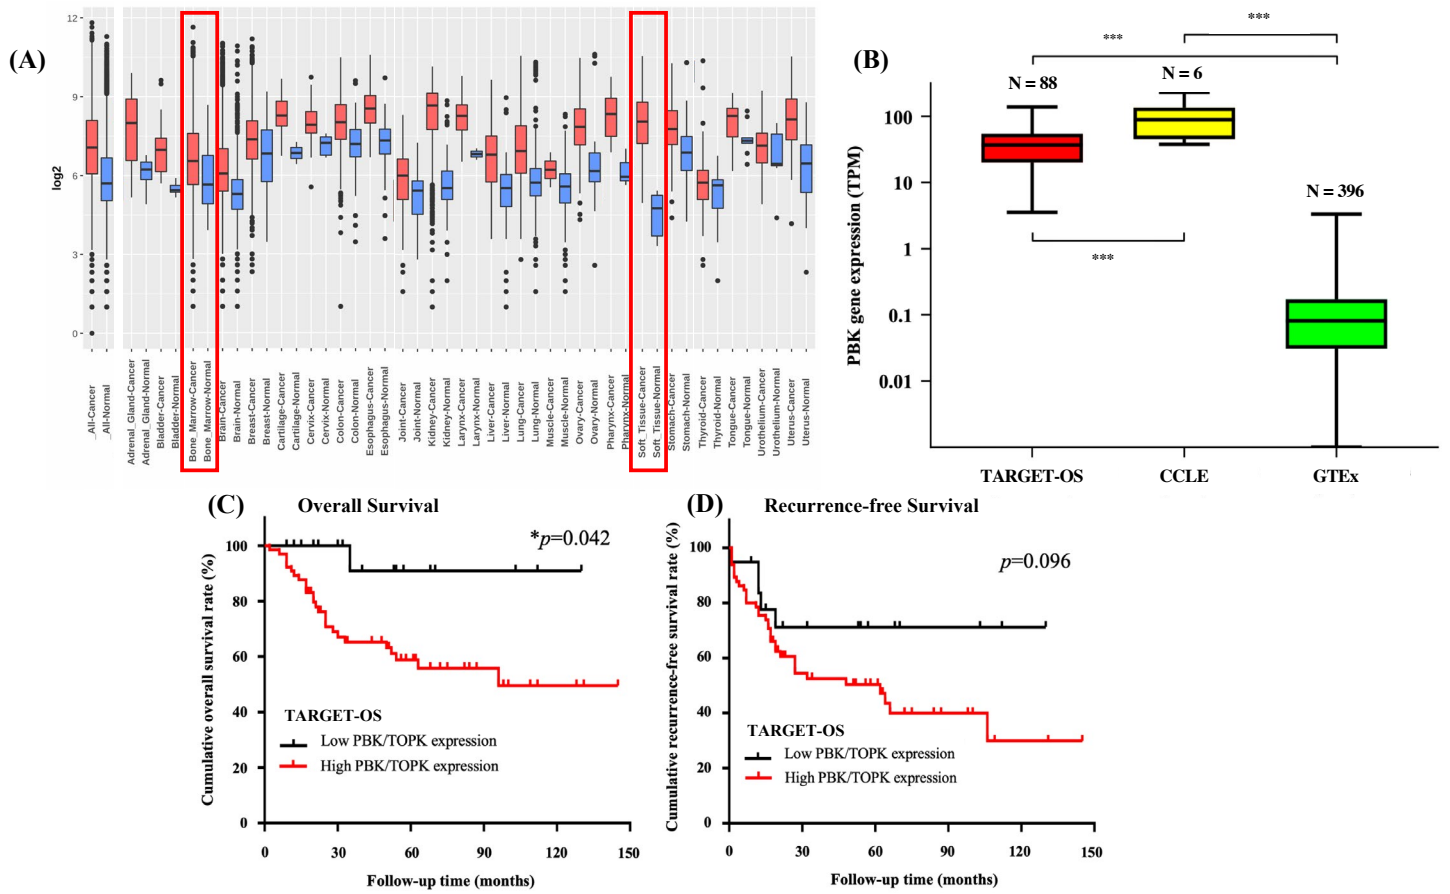 (A)
12
9
6
3
0
log2
_All-Cancer
_All-Normal
Adrenal_Gland-Cancer
Adrenal_Gland-Normal
Bladder-Cancer
Bladder-Normal
Bone_Marrow-Cancer
Bone_Marrow-Normal
Brain-Cancer
Brain-Normal
Breast-Cancer
Breast-Normal
Cartilage-Cancer
Cartilage-Normal
Cervix-Cancer
Cervix-Normal
Colon-Cancer
Colon-Normal
Esophagus-Cancer
Esophagus-Normal
Joint-Cancer
Joint-Normal
Kidney-Cancer
Kidney-Normal
Larynx-Cancer
Larynx-Normal
Liver-Cancer
Liver-Normal
Lung-Cancer
Lung-Normal
Muscle-Cancer
Muscle-Normal
Ovary-Cancer
Ovary-Normal
Pharynx-Cancer
Pharynx-Normal
Soft_Tissue-Cancer
Soft_Tissue-Normal
Stomach-Cancer
Stomach-Normal
Thyroid-Cancer
Thyroid-Normal
Tongue-Cancer
Tongue-Normal
Urothelium-Cancer
Urothelium-Normal
Uterus-Cancer
Uterus-Normal
(B)
***
***
N = 88
N = 6
N = 396
***
PBK gene expression (TPM)
100
10
1
0.1
0.01
TARGET-OS
CCLE
GTEx
(C)
Overall Survival
*p=0.042
Cumulative overall survival rate (%)
100
80
60
40
20
0
TARGET-OS
Low PBK/TOPK expression
High PBK/TOPK expression
0
30
60
90
120
150
Follow-up time (months)
(D)
Recurrence-free Survival
p=0.096
Cumulative recurrence-free survival rate (%)
100
80
60
40
20
0
TARGET-OS
Low PBK/TOPK expression
High PBK/TOPK expression
0
30
60
90
120
150
Follow-up time (months)